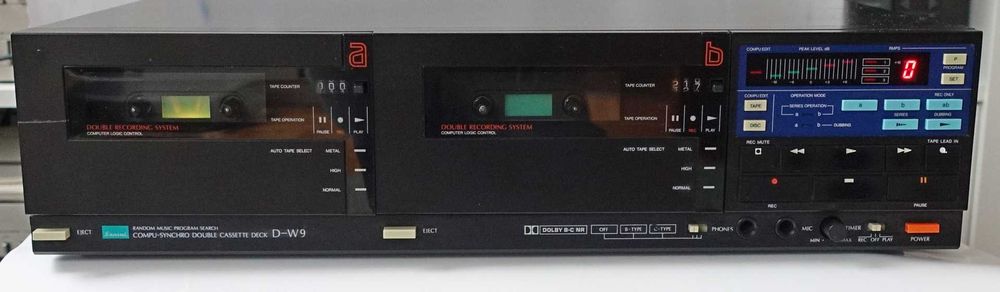 a
TAPE COUNTER
100
TAPE OPERATION
PAUSE REC PLAY
DOUBLE RECORDING SYSTEM
COMPUTER LOGIC CONTROL
AUTO TAPE SELECT METAL
HIGH
NORMAL
b
TAPE COUNTER
217
TAPE OPERATION
PAUSE REC PLAY
DOUBLE RECORDING SYSTEM
COMPUTER LOGIC CONTROL
AUTO TAPE SELECT METAL
HIGH
NORMAL
COMPU EDIT PEAK LEVEL dB RMPS
0
P
PROGRAM
SET
COMPU EDIT OPERATION MODE REC ONLY
TAPE SERIES OPERATION a b ab
a b SERIES DUBBING
DISC a b DUBBING
REC MUTE TAPE LEAD IN
REC PAUSE
EJECT
Sansui
RANDOM MUSIC PROGRAM SEARCH
COMPU-SYNCHRO DOUBLE CASSETTE DECK D-W9
EJECT
DOLBY B-C NR OFF B-TYPE C-TYPE
PHONES MIC MIN MAX TIMER
REC OFF PLAY
POWER